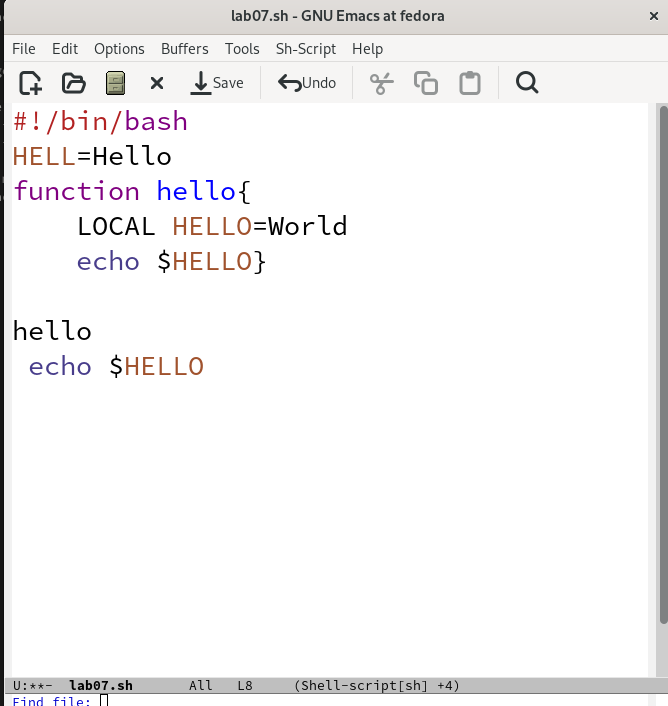 lab07.sh - GNU Emacs at fedora ×
File Edit Options Buffers Tools Sh-Script Help
Save Undo
#!/bin/bash
HELL=Hello
function hello{
    LOCAL HELLO=World
    echo $HELLO}

hello
 echo $HELLO
U:**- lab07.sh All L8 (Shell-script[sh] +4)
Find file: